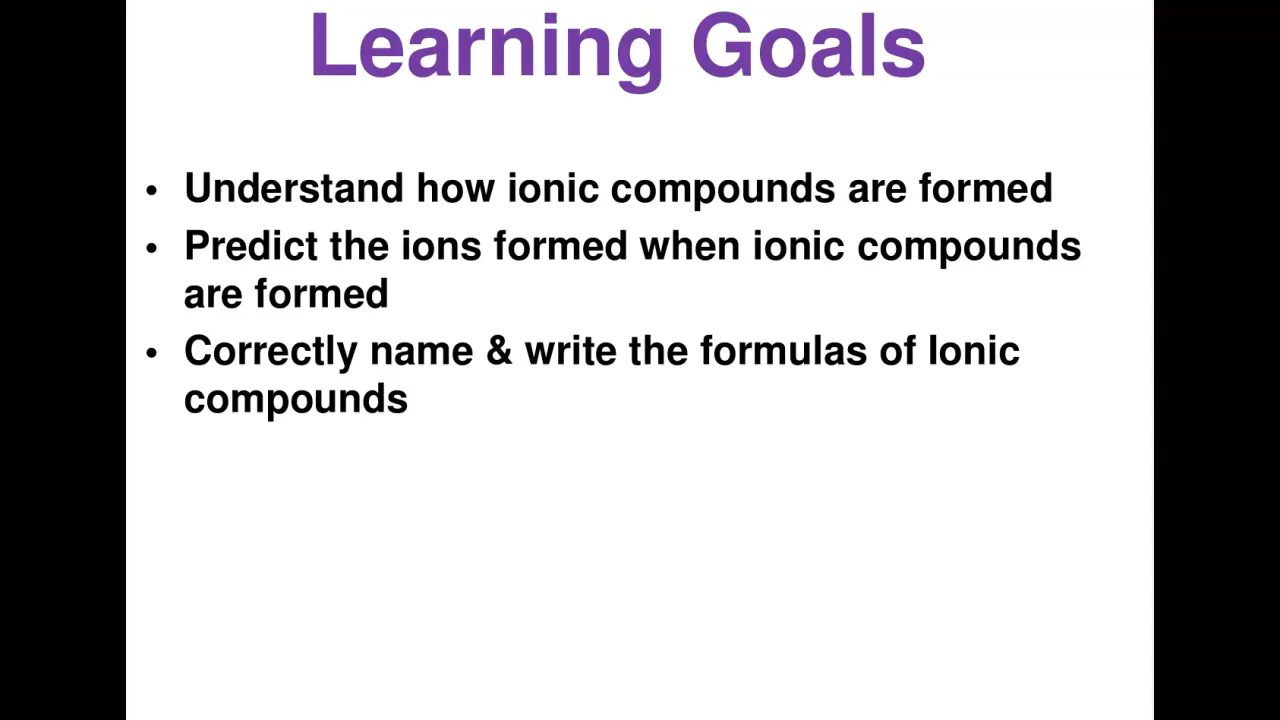 Learning Goals
• Understand how ionic compounds are formed
• Predict the ions formed when ionic compounds
are formed
• Correctly name & write the formulas of Ionic
compounds